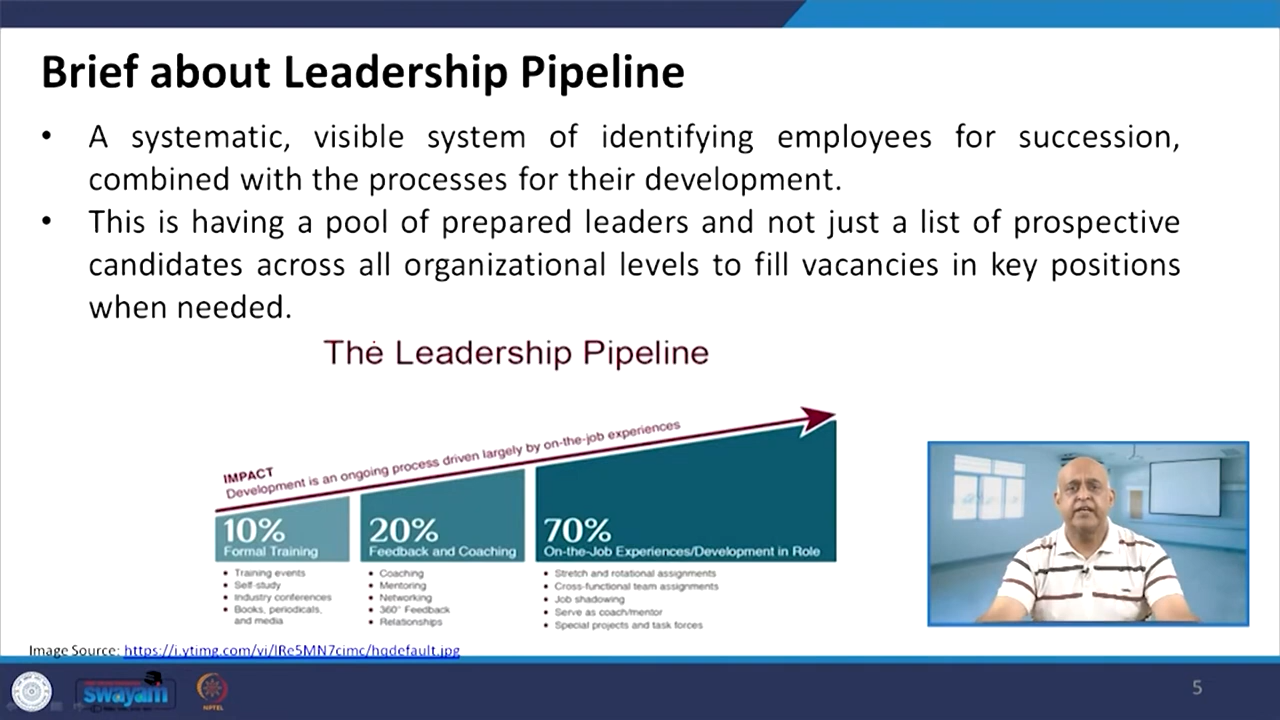 Brief about Leadership Pipeline
• A systematic, visible system of identifying employees for succession,
combined with the processes for their development.
• This is having a pool of prepared leaders and not just a list of prospective
candidates across all organizational levels to fill vacancies in key positions
when needed.
The Leadership Pipeline
IMPACT
Development is an ongoing process driven largely by on-the-job experiences
10%
Formal Training
• Training events
• Self-study
• Industry conferences
• Books, periodicals,
and media
20%
Feedback and Coaching
• Coaching
• Mentoring
• Networking
• 360° Feedback
• Relationships
70%
On-the-Job Experiences/Development in Role
• Stretch and rotational assignments
• Cross-functional team assignments
• Job shadowing
• Serve as coach/mentor
• Special projects and task forces
Image Source: https://i.ytimg.com/vi/lRe5MN7cimc/hqdefault.jpg
swayam
NPTEL
5